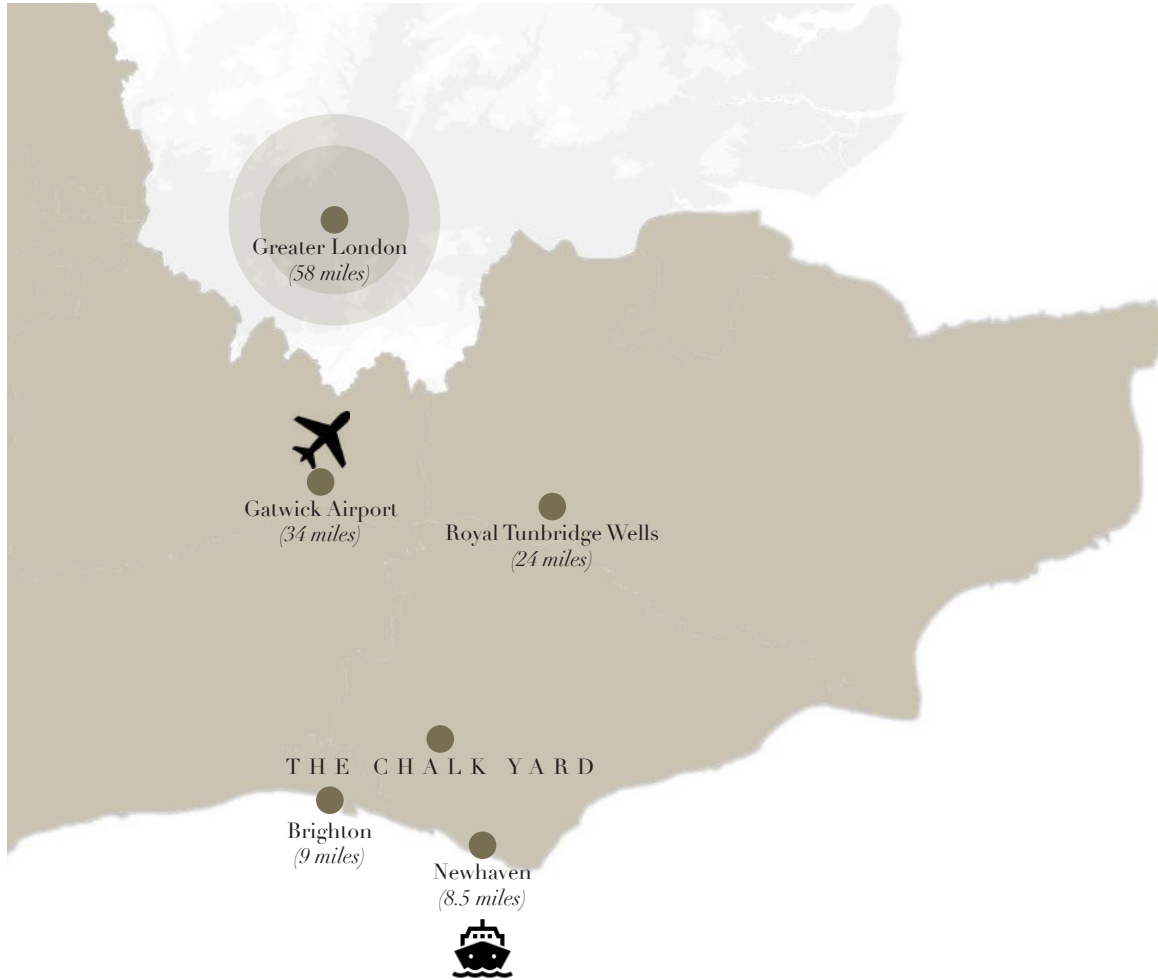 Greater London
(58 miles)
Gatwick Airport
(34 miles)
Royal Tunbridge Wells
(24 miles)
THE CHALK YARD
Brighton
(9 miles)
Newhaven
(8.5 miles)